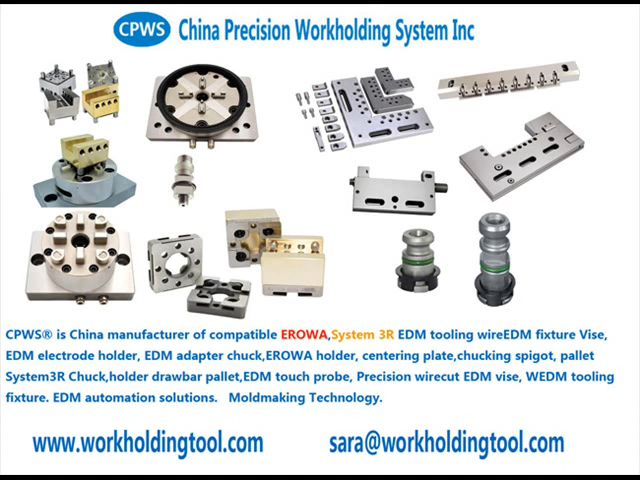 CPWS China Precision Workholding System Inc
CPWS® is China manufacturer of compatible EROWA,System 3R EDM tooling wireEDM fixture Vise,
EDM electrode holder, EDM adapter chuck,EROWA holder, centering plate,chucking spigot, pallet
System3R Chuck,holder drawbar pallet,EDM touch probe, Precision wirecut EDM vise, WEDM tooling
fixture. EDM automation solutions. Moldmaking Technology.
www.workholdingtool.com sara@workholdingtool.com